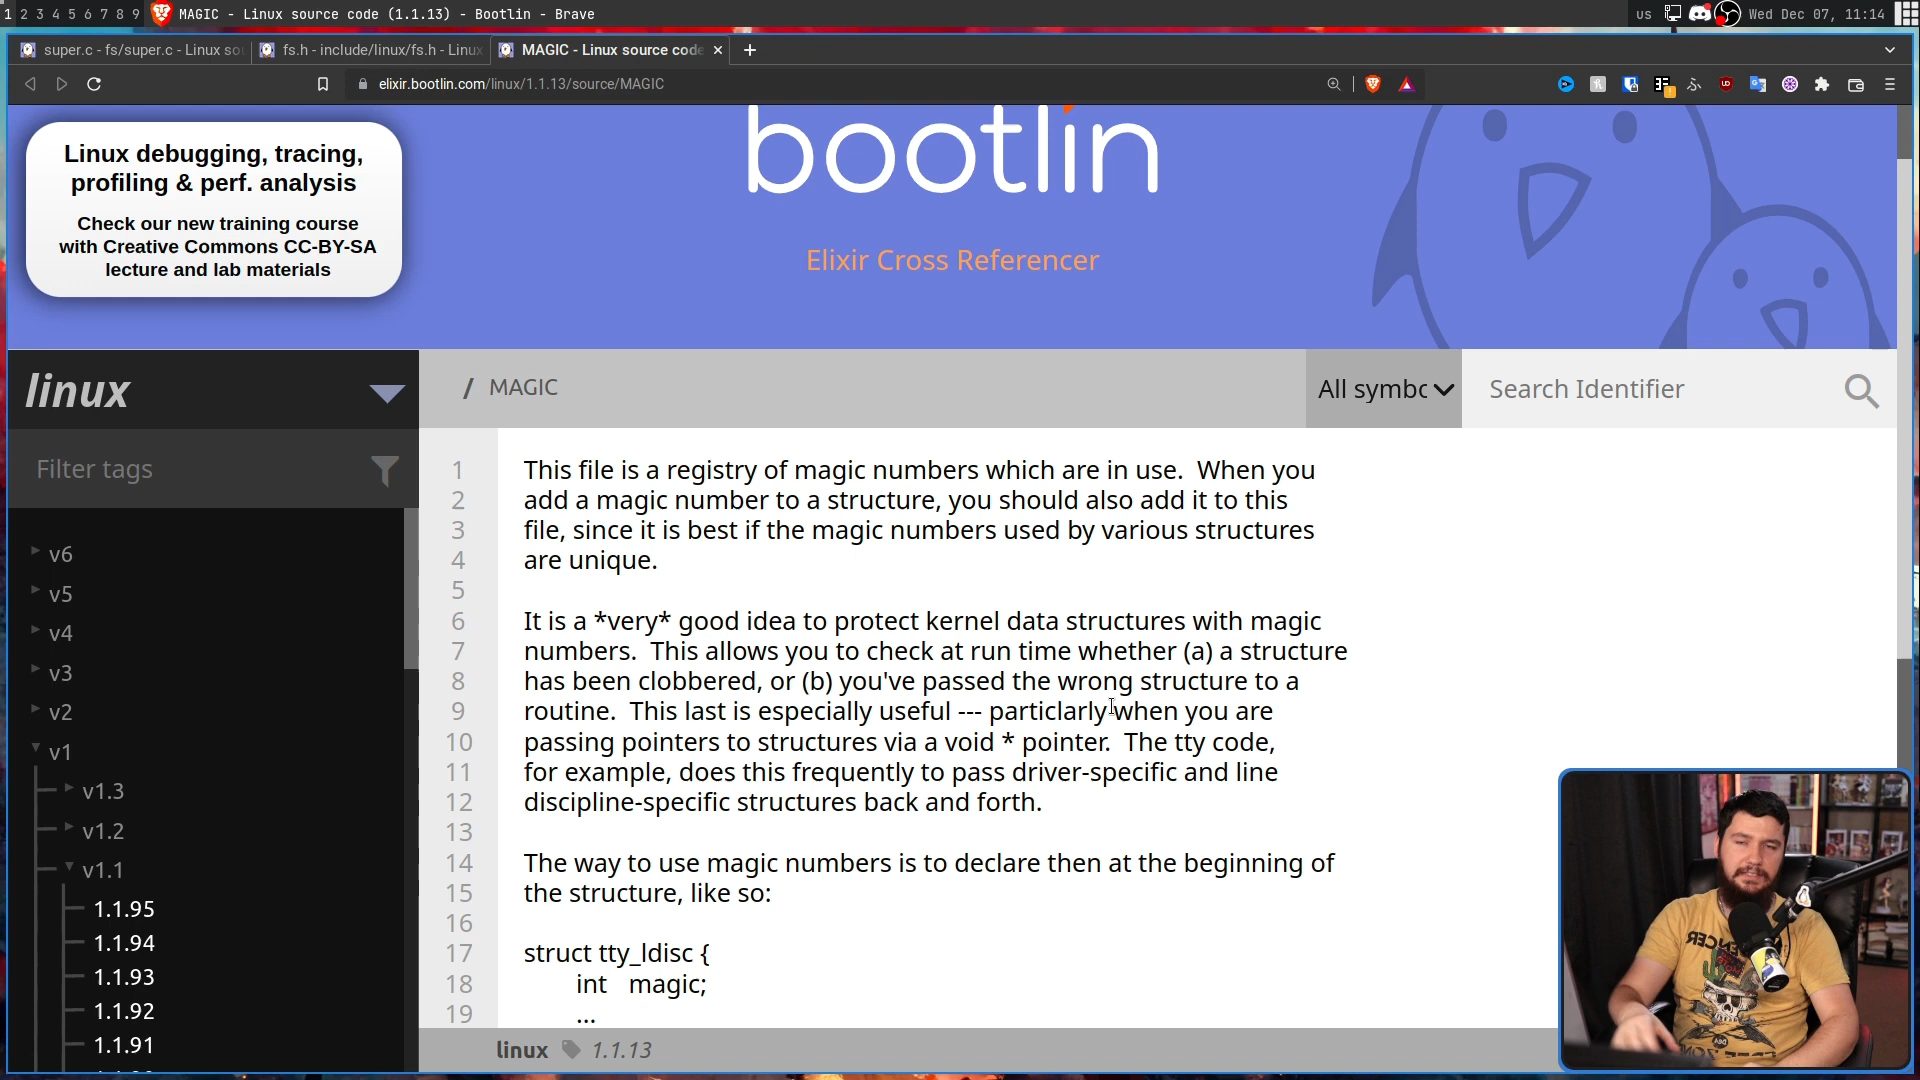 1 2 3 4 5 6 7 8 9 MAGIC - Linux source code (1.1.13) - Bootlin - Brave
us Wed Dec 07, 11:14
super.c - fs/super.c - Linux sou
fs.h - include/linux/fs.h - Linux
MAGIC - Linux source code
elixir.bootlin.com/linux/1.1.13/source/MAGIC
Linux debugging, tracing,
profiling & perf. analysis
Check our new training course
with Creative Commons CC-BY-SA
lecture and lab materials
bootlin
Elixir Cross Referencer
linux
/ MAGIC
All symbo
Search Identifier
Filter tags
v6
v5
v4
v3
v2
v1
v1.3
v1.2
v1.1
1.1.95
1.1.94
1.1.93
1.1.92
1.1.91
1 This file is a registry of magic numbers which are in use. When you
2 add a magic number to a structure, you should also add it to this
3 file, since it is best if the magic numbers used by various structures
4 are unique.
5
6 It is a *very* good idea to protect kernel data structures with magic
7 numbers. This allows you to check at run time whether (a) a structure
8 has been clobbered, or (b) you've passed the wrong structure to a
9 routine. This last is especially useful --- particlarly when you are
10 passing pointers to structures via a void * pointer. The tty code,
11 for example, does this frequently to pass driver-specific and line
12 discipline-specific structures back and forth.
13
14 The way to use magic numbers is to declare then at the beginning of
15 the structure, like so:
16
17 struct tty_ldisc {
18 int magic;
19 ...
linux 1.1.13